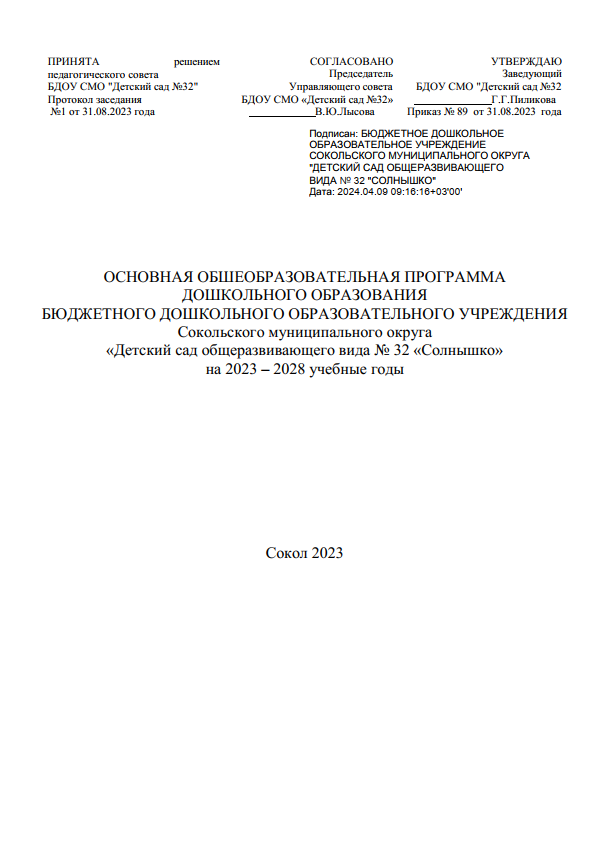 ПРИНЯТА решением
педагогического совета
БДОУ СМО "Детский сад №32"
Протокол заседания
№1 от 31.08.2023 года
СОГЛАСОВАНО
Председатель
Управляющего совета
БДОУ СМО «Детский сад №32»
____________В.Ю.Лысова
УТВЕРЖДАЮ
Заведующий
БДОУ СМО "Детский сад №32
______________Г.Г.Пиликова
Приказ № 89 от 31.08.2023 года
Подписан: БЮДЖЕТНОЕ ДОШКОЛЬНОЕ
ОБРАЗОВАТЕЛЬНОЕ УЧРЕЖДЕНИЕ
СОКОЛЬСКОГО МУНИЦИПАЛЬНОГО ОКРУГА
"ДЕТСКИЙ САД ОБЩЕРАЗВИВАЮЩЕГО
ВИДА № 32 "СОЛНЫШКО"
Дата: 2024.04.09 09:16:16+03'00'
ОСНОВНАЯ ОБШЕОБРАЗОВАТЕЛЬНАЯ ПРОГРАММА
ДОШКОЛЬНОГО ОБРАЗОВАНИЯ
БЮДЖЕТНОГО ДОШКОЛЬНОГО ОБРАЗОВАТЕЛЬНОГО УЧРЕЖДЕНИЯ
Сокольского муниципального округа
«Детский сад общеразвивающего вида № 32 «Солнышко»
на 2023 – 2028 учебные годы
Сокол 2023